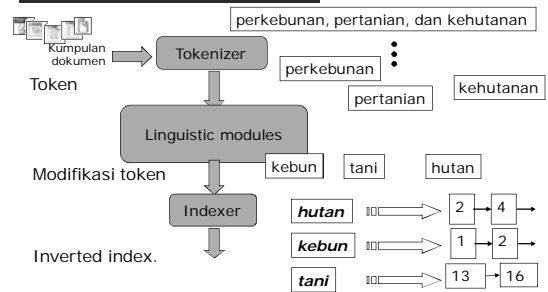 perkebunan, pertanian, dan kehutanan
Kumpulan
dokumen
Tokenizer
Token
perkebunan
pertanian
kehutanan
Linguistic modules
Modifikasi token
kebun
tani
hutan
Indexer
hutan
2
4
kebun
1
2
Inverted index.
tani
13
16